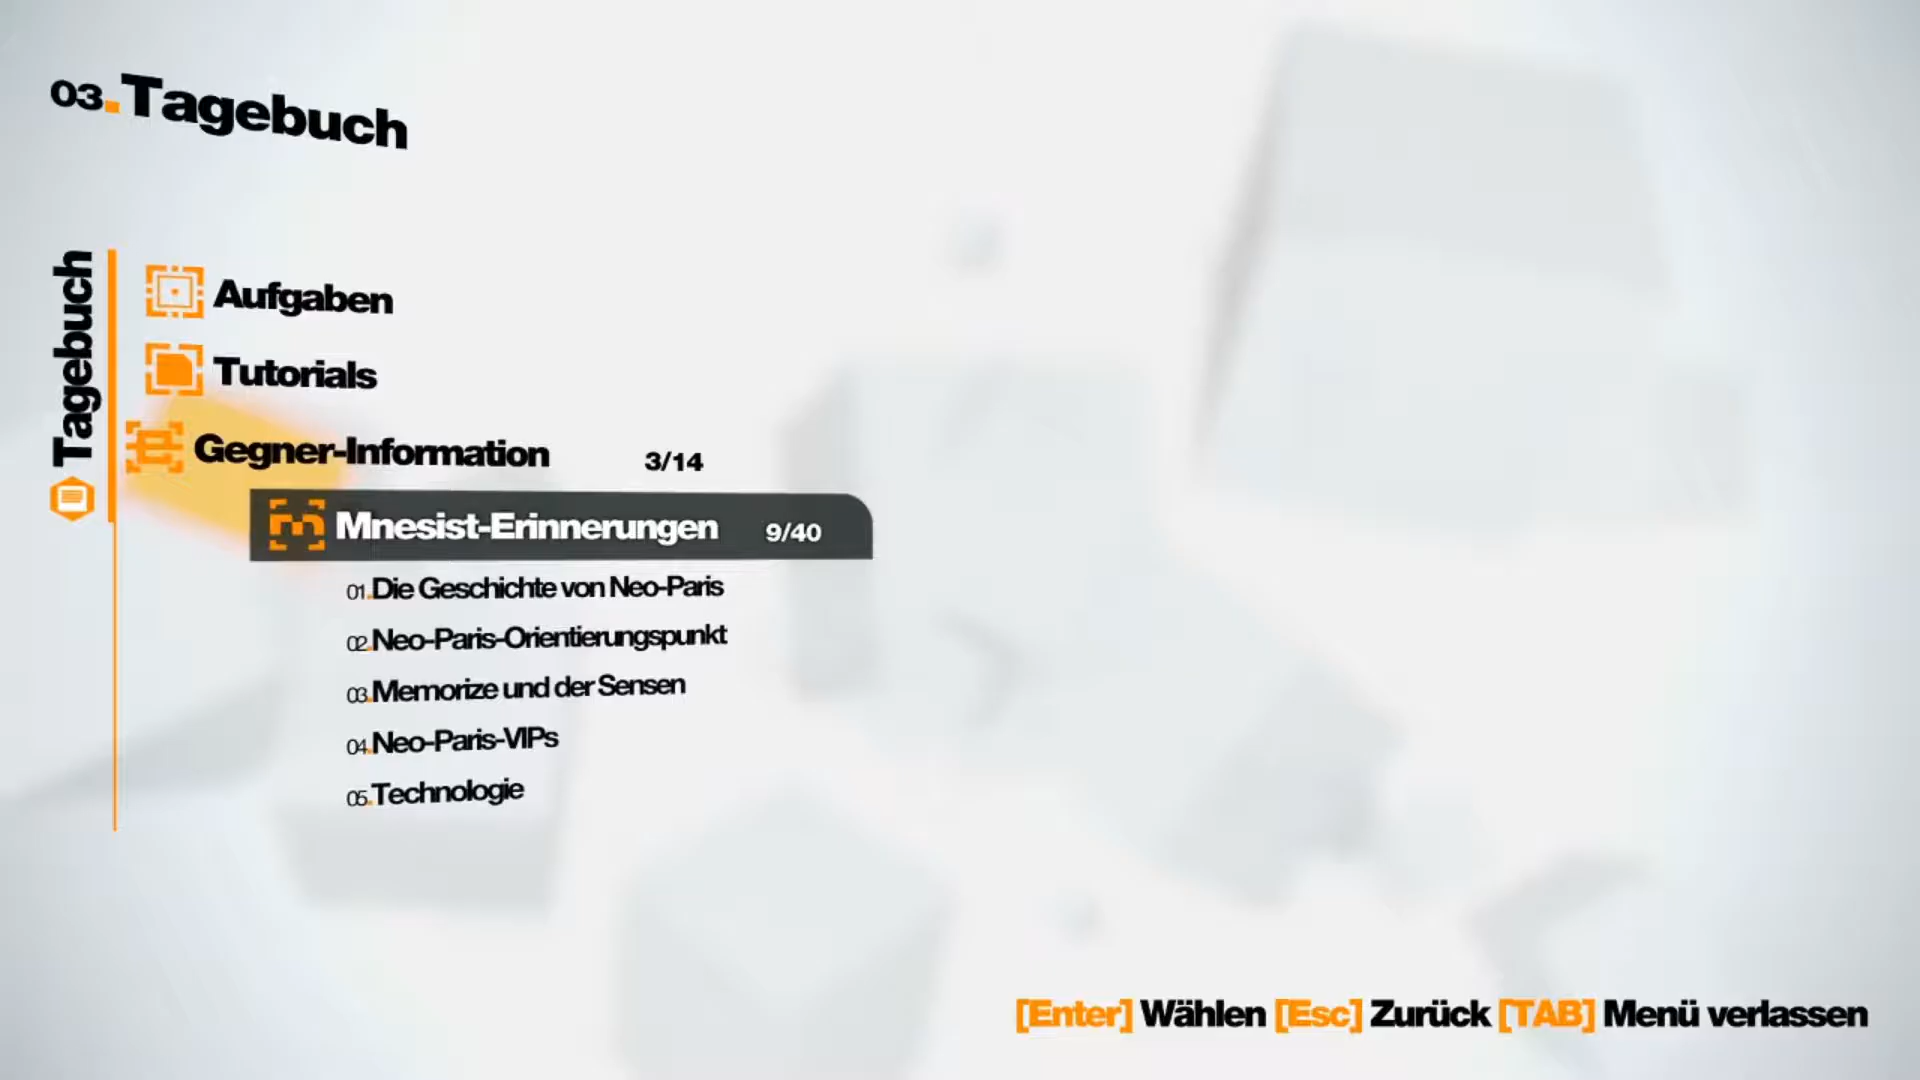 03.Tagebuch
Tagebuch
Aufgaben
Tutorials
Gegner-Information 3/14
Mnesist-Erinnerungen 9/40
01.Die Geschichte von Neo-Paris
02.Neo-Paris-Orientierungspunkt
03.Memorize und der Sensen
04.Neo-Paris-VIPs
05.Technologie
[Enter] Wählen [Esc] Zurück [TAB] Menü verlassen